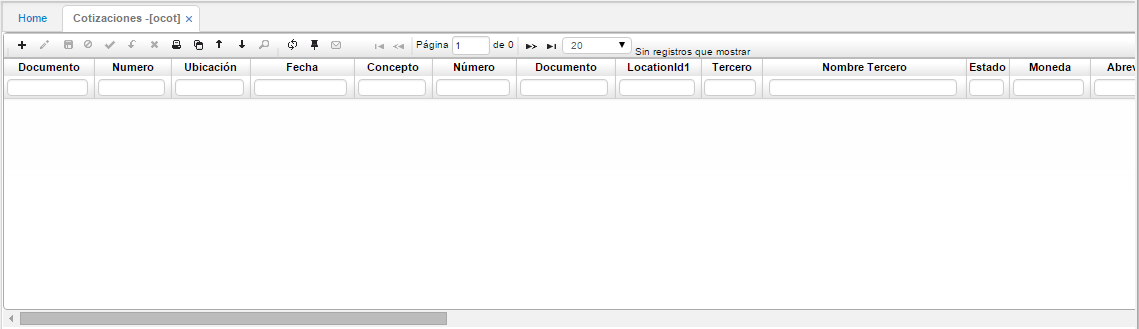 Home Cotizaciones -[ocot] ×
Página 1 de 0 20 Sin registros que mostrar
Documento Numero Ubicación Fecha Concepto Número Documento LocationId1 Tercero Nombre Tercero Estado Moneda Abrev